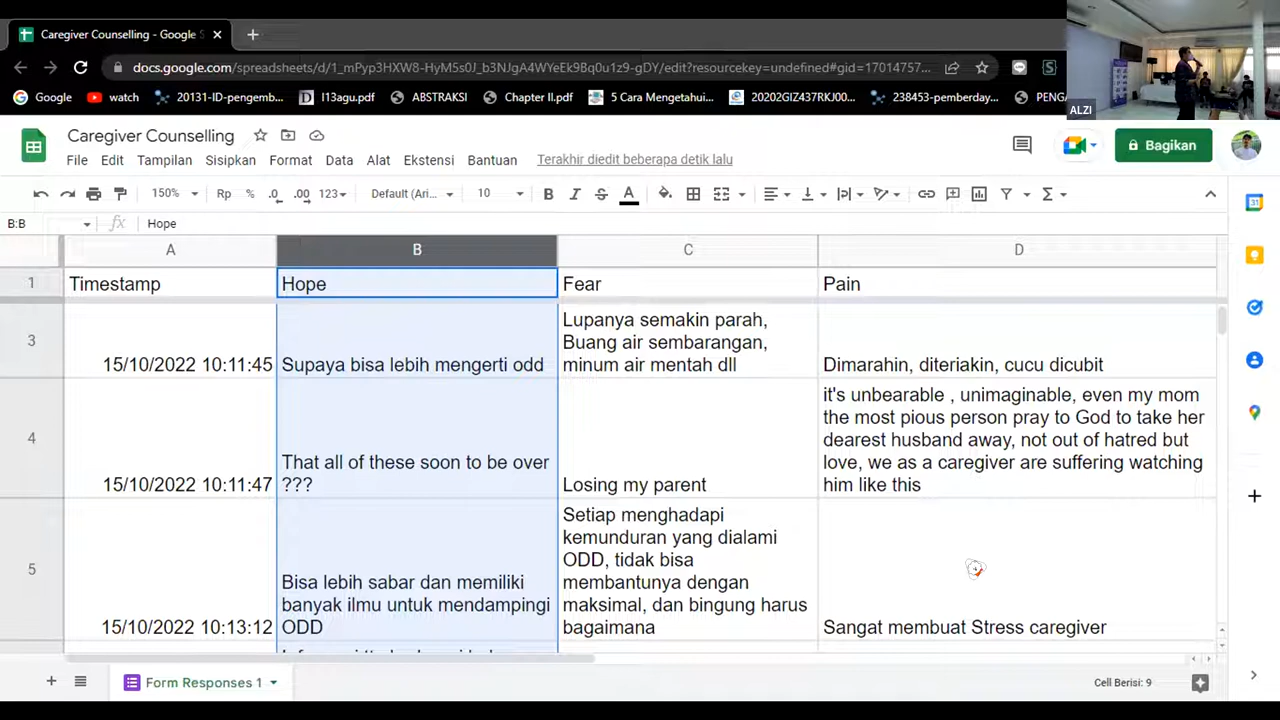 Caregiver Counselling - Google S
docs.google.com/spreadsheets/d/1_mPyp3HXW8-HyM5s0J_b3NJgA4WYeEk9Bq0u1z9-gDY/edit?resourcekey=undefined#gid=17014757...
Google watch 20131-ID-pengemb... I13agu.pdf ABSTRAKSI Chapter II.pdf 5 Cara Mengetahui... 20202GIZ437RKJ00... 238453-pemberday... PENGA
ALZI
Caregiver Counselling
Bagikan
File Edit Tampilan Sisipkan Format Data Alat Ekstensi Bantuan Terakhir diedit beberapa detik lalu
150% Rp % .0 .00 123 Default (Ari... 10 B I S A
B:B fx Hope
A B C D
1 Timestamp Hope Fear Pain
3 15/10/2022 10:11:45 Supaya bisa lebih mengerti odd
Lupanya semakin parah,
Buang air sembarangan,
minum air mentah dll
Dimarahin, diteriakin, cucu dicubit
4 15/10/2022 10:11:47
That all of these soon to be over
???
Losing my parent
it's unbearable , unimaginable, even my mom
the most pious person pray to God to take her
dearest husband away, not out of hatred but
love, we as a caregiver are suffering watching
him like this
5 15/10/2022 10:13:12
Bisa lebih sabar dan memiliki
banyak ilmu untuk mendampingi
ODD
Setiap menghadapi
kemunduran yang dialami
ODD, tidak bisa
membantunya dengan
maksimal, dan bingung harus
bagaimana
Sangat membuat Stress caregiver
Form Responses 1
Cell Berisi: 9